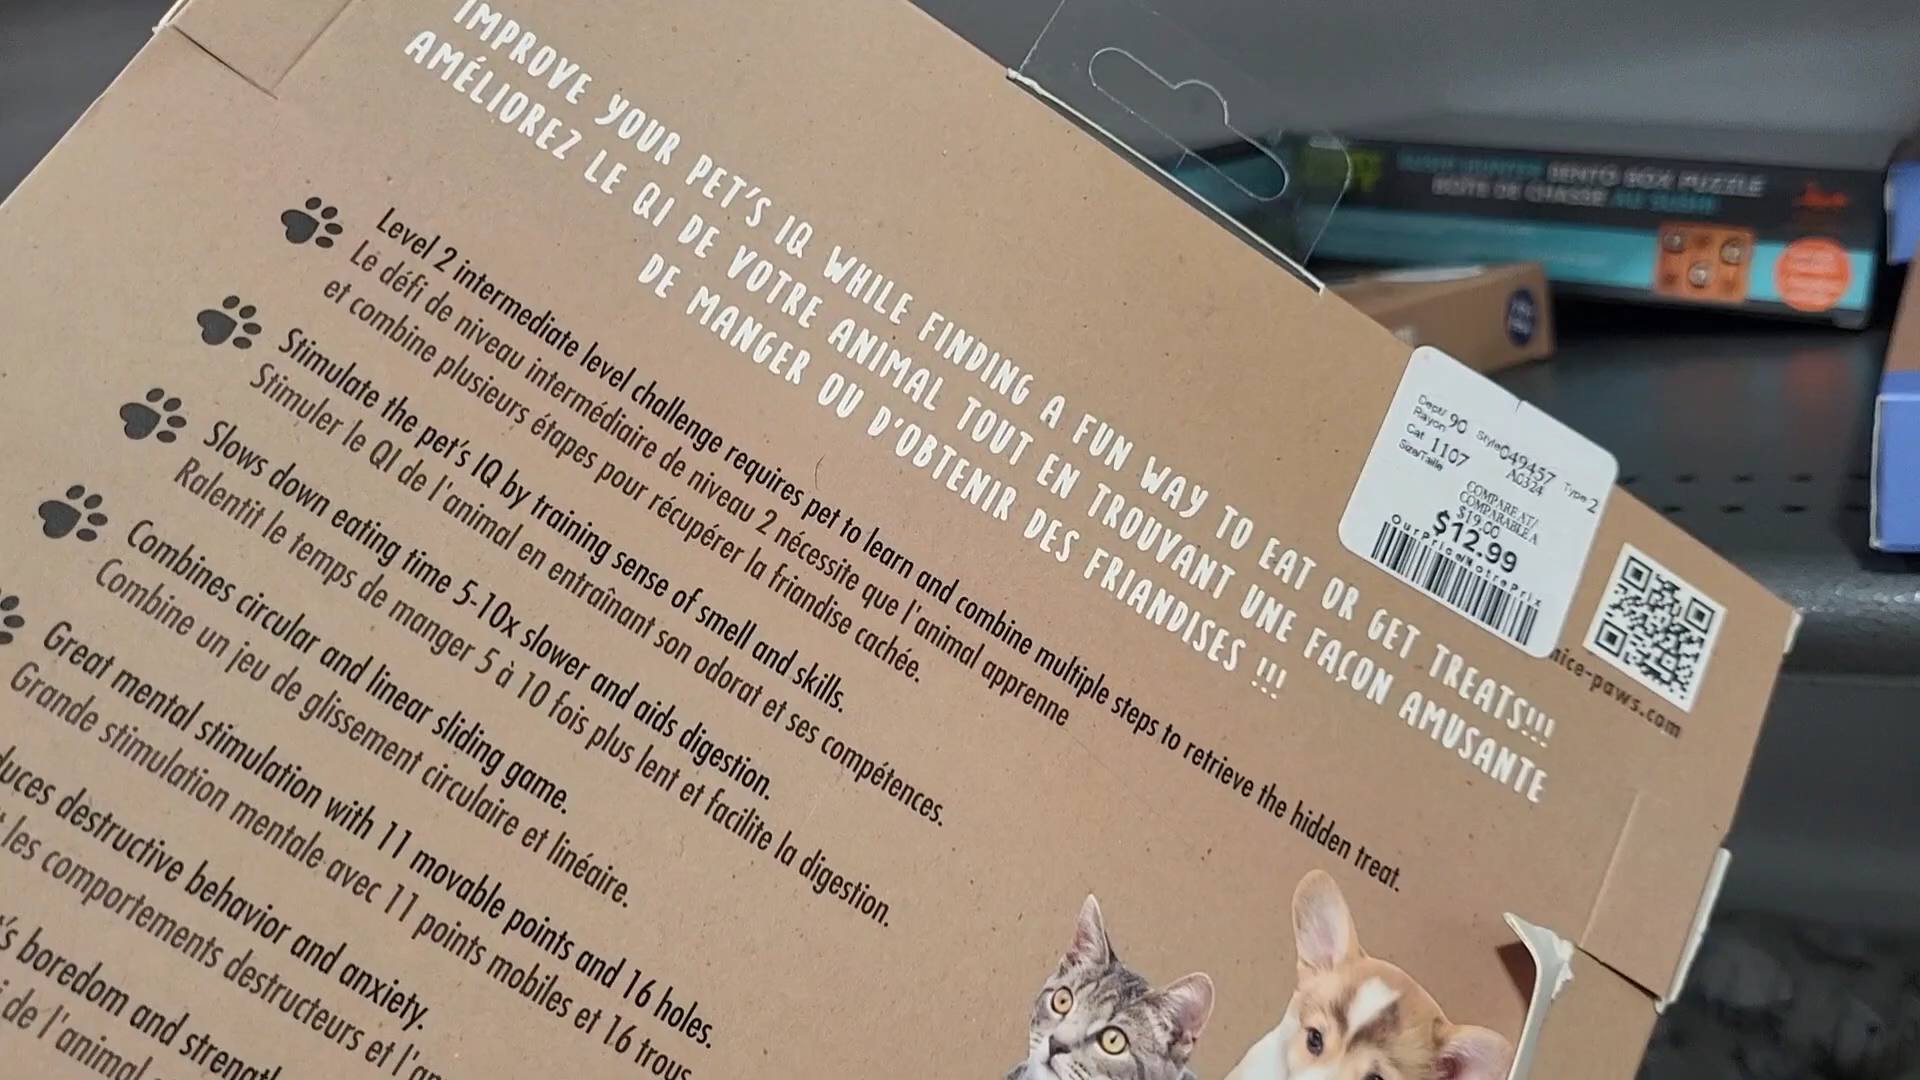 IMPROVE YOUR PET'S IQ WHILE FINDING A FUN WAY TO EAT OR GET TREATS!!!
AMÉLIOREZ LE QI DE VOTRE ANIMAL TOUT EN TROUVANT UNE FAÇON AMUSANTE
DE MANGER OU D'OBTENIR DES FRIANDISES !!!
Level 2 intermediate level challenge requires pet to learn and combine multiple steps to retrieve the hidden treat.
Le défi de niveau intermédiaire de niveau 2 nécessite que l'animal apprenne
et combine plusieurs étapes pour récupérer la friandise cachée.
Stimulate the pet's IQ by training sense of smell and skills.
Stimuler le QI de l'animal en entraînant son odorat et ses compétences.
Slows down eating time 5-10x slower and aids digestion.
Ralentit le temps de manger 5 à 10 fois plus lent et facilite la digestion.
Combines circular and linear sliding game.
Combine un jeu de glissement circulaire et linéaire.
Great mental stimulation with 11 movable points and 16 holes.
Grande stimulation mentale avec 11 points mobiles et 16 trous
duces destructive behavior and anxiety.
les comportements destructeurs et l'an
's boredom and strength
de l'animal
Dept/ 90 Style 049457 Type 2
Rayon
Cat 1107 A0324
Size/Taille
COMPARE AT/
COMPARABLE A
$19.00
$12.99
Our Price/Notre Prix
nice-paws.com
BENTO BOX PUZZLE
BOÎTE DE CHASSE AU SUSHI